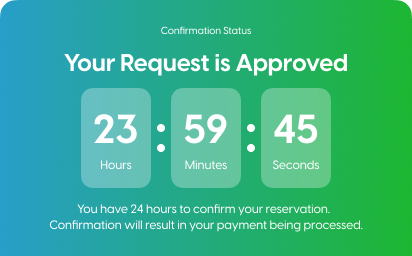 Confirmation Status
Your Request is Approved
23 : 59 : 45
Hours Minutes Seconds
You have 24 hours to confirm your reservation.
Confirmation will result in your payment being processed.